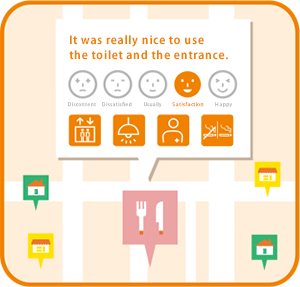 It was really nice to use
the toilet and the entrance.
Discontent Dissatisfied Usually Satisfaction Happy